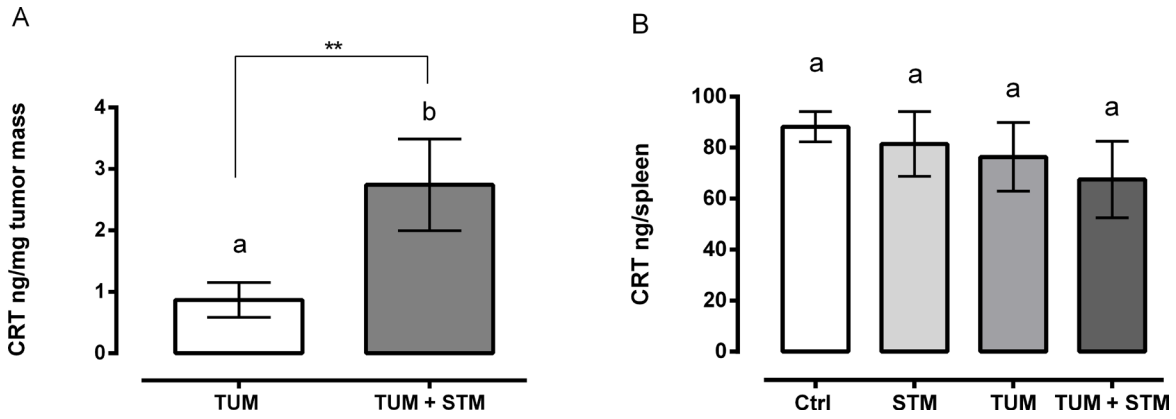 A
**
CRT ng/mg tumor mass
4
3
2
1
0
a
b
TUM
TUM + STM
B
CRT ng/spleen
100
80
60
40
20
0
a
a
a
a
Ctrl
STM
TUM
TUM + STM